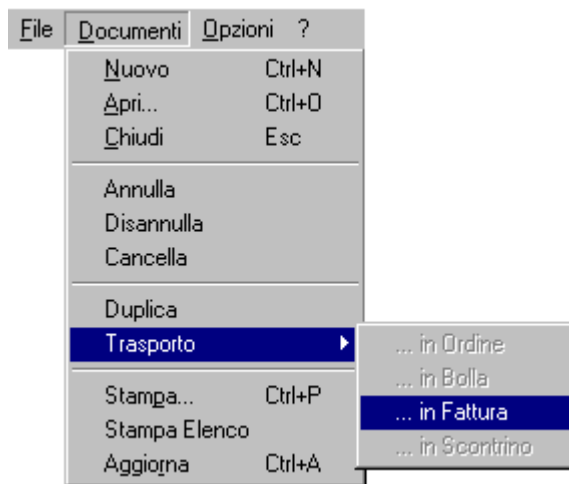 File Documenti Opzioni ?
Nuovo Ctrl+N
Apri... Ctrl+O
Chiudi Esc
Annulla
Disannulla
Cancella
Duplica
Trasporto
... in Ordine
... in Bolla
... in Fattura
... in Scontrino
Stampa... Ctrl+P
Stampa Elenco
Aggiorna Ctrl+A